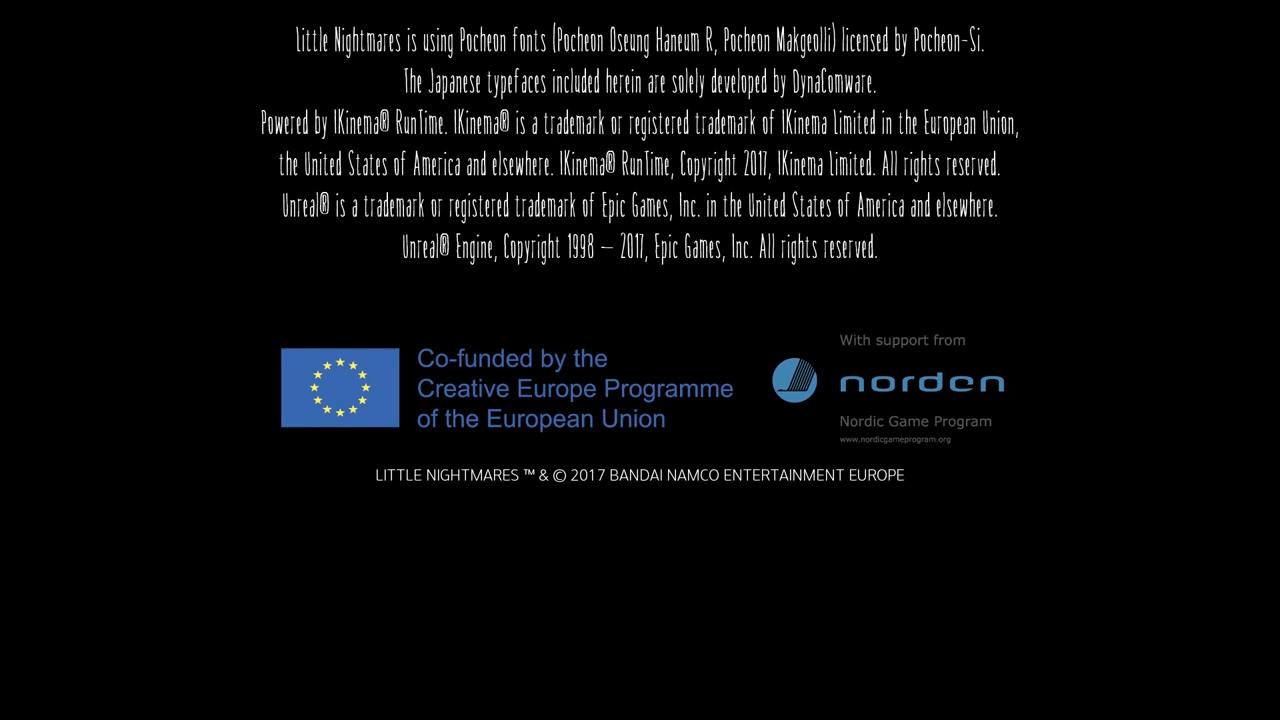 Little Nightmares is using Pocheon fonts (Pocheon Oseung Haneum R, Pocheon Makgeolli) licensed by Pocheon-Si.
The Japanese typefaces included herein are solely developed by DynaComware.
Powered by IKinema® RunTime. IKinema® is a trademark or registered trademark of IKinema Limited in the European Union,
the United States of America and elsewhere. IKinema® RunTime, Copyright 2017, IKinema Limited. All rights reserved.
Unreal® is a trademark or registered trademark of Epic Games, Inc. in the United States of America and elsewhere.
Unreal® Engine, Copyright 1998 – 2017, Epic Games, Inc. All rights reserved.
Co-funded by the
Creative Europe Programme
of the European Union
With support from
norden
Nordic Game Program
www.nordicgameprogram.org
LITTLE NIGHTMARES ™ & © 2017 BANDAI NAMCO ENTERTAINMENT EUROPE